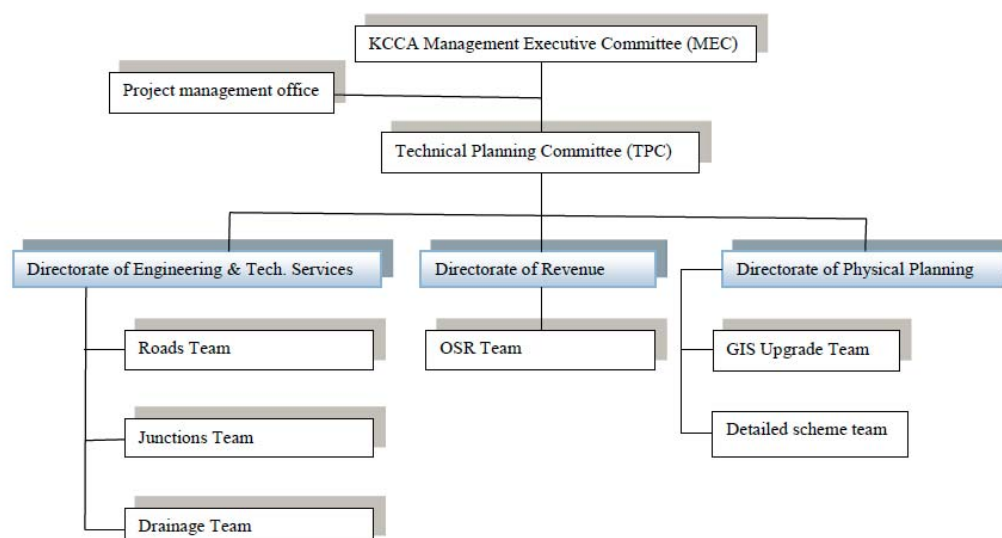 KCCA Management Executive Committee (MEC)
Project management office
Technical Planning Committee (TPC)
Directorate of Engineering & Tech. Services
Directorate of Revenue
Directorate of Physical Planning
Roads Team
OSR Team
GIS Upgrade Team
Junctions Team
Detailed scheme team
Drainage Team